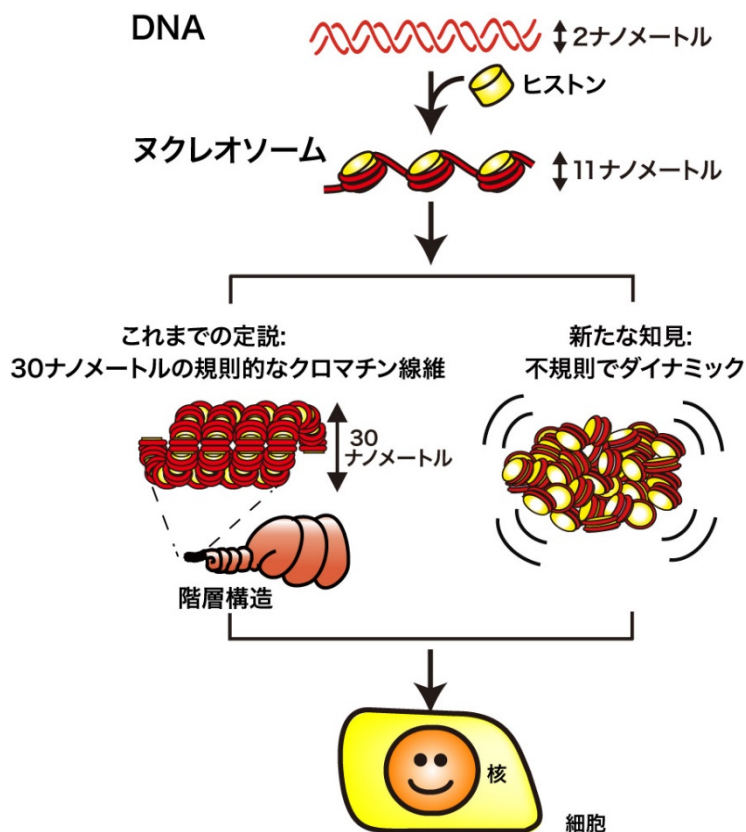 DNA
2ナノメートル
ヒストン
ヌクレオソーム
11ナノメートル
これまでの定説:
30ナノメートルの規則的なクロマチン線維
新たな知見:
不規則でダイナミック
30
ナノメートル
階層構造
核
細胞